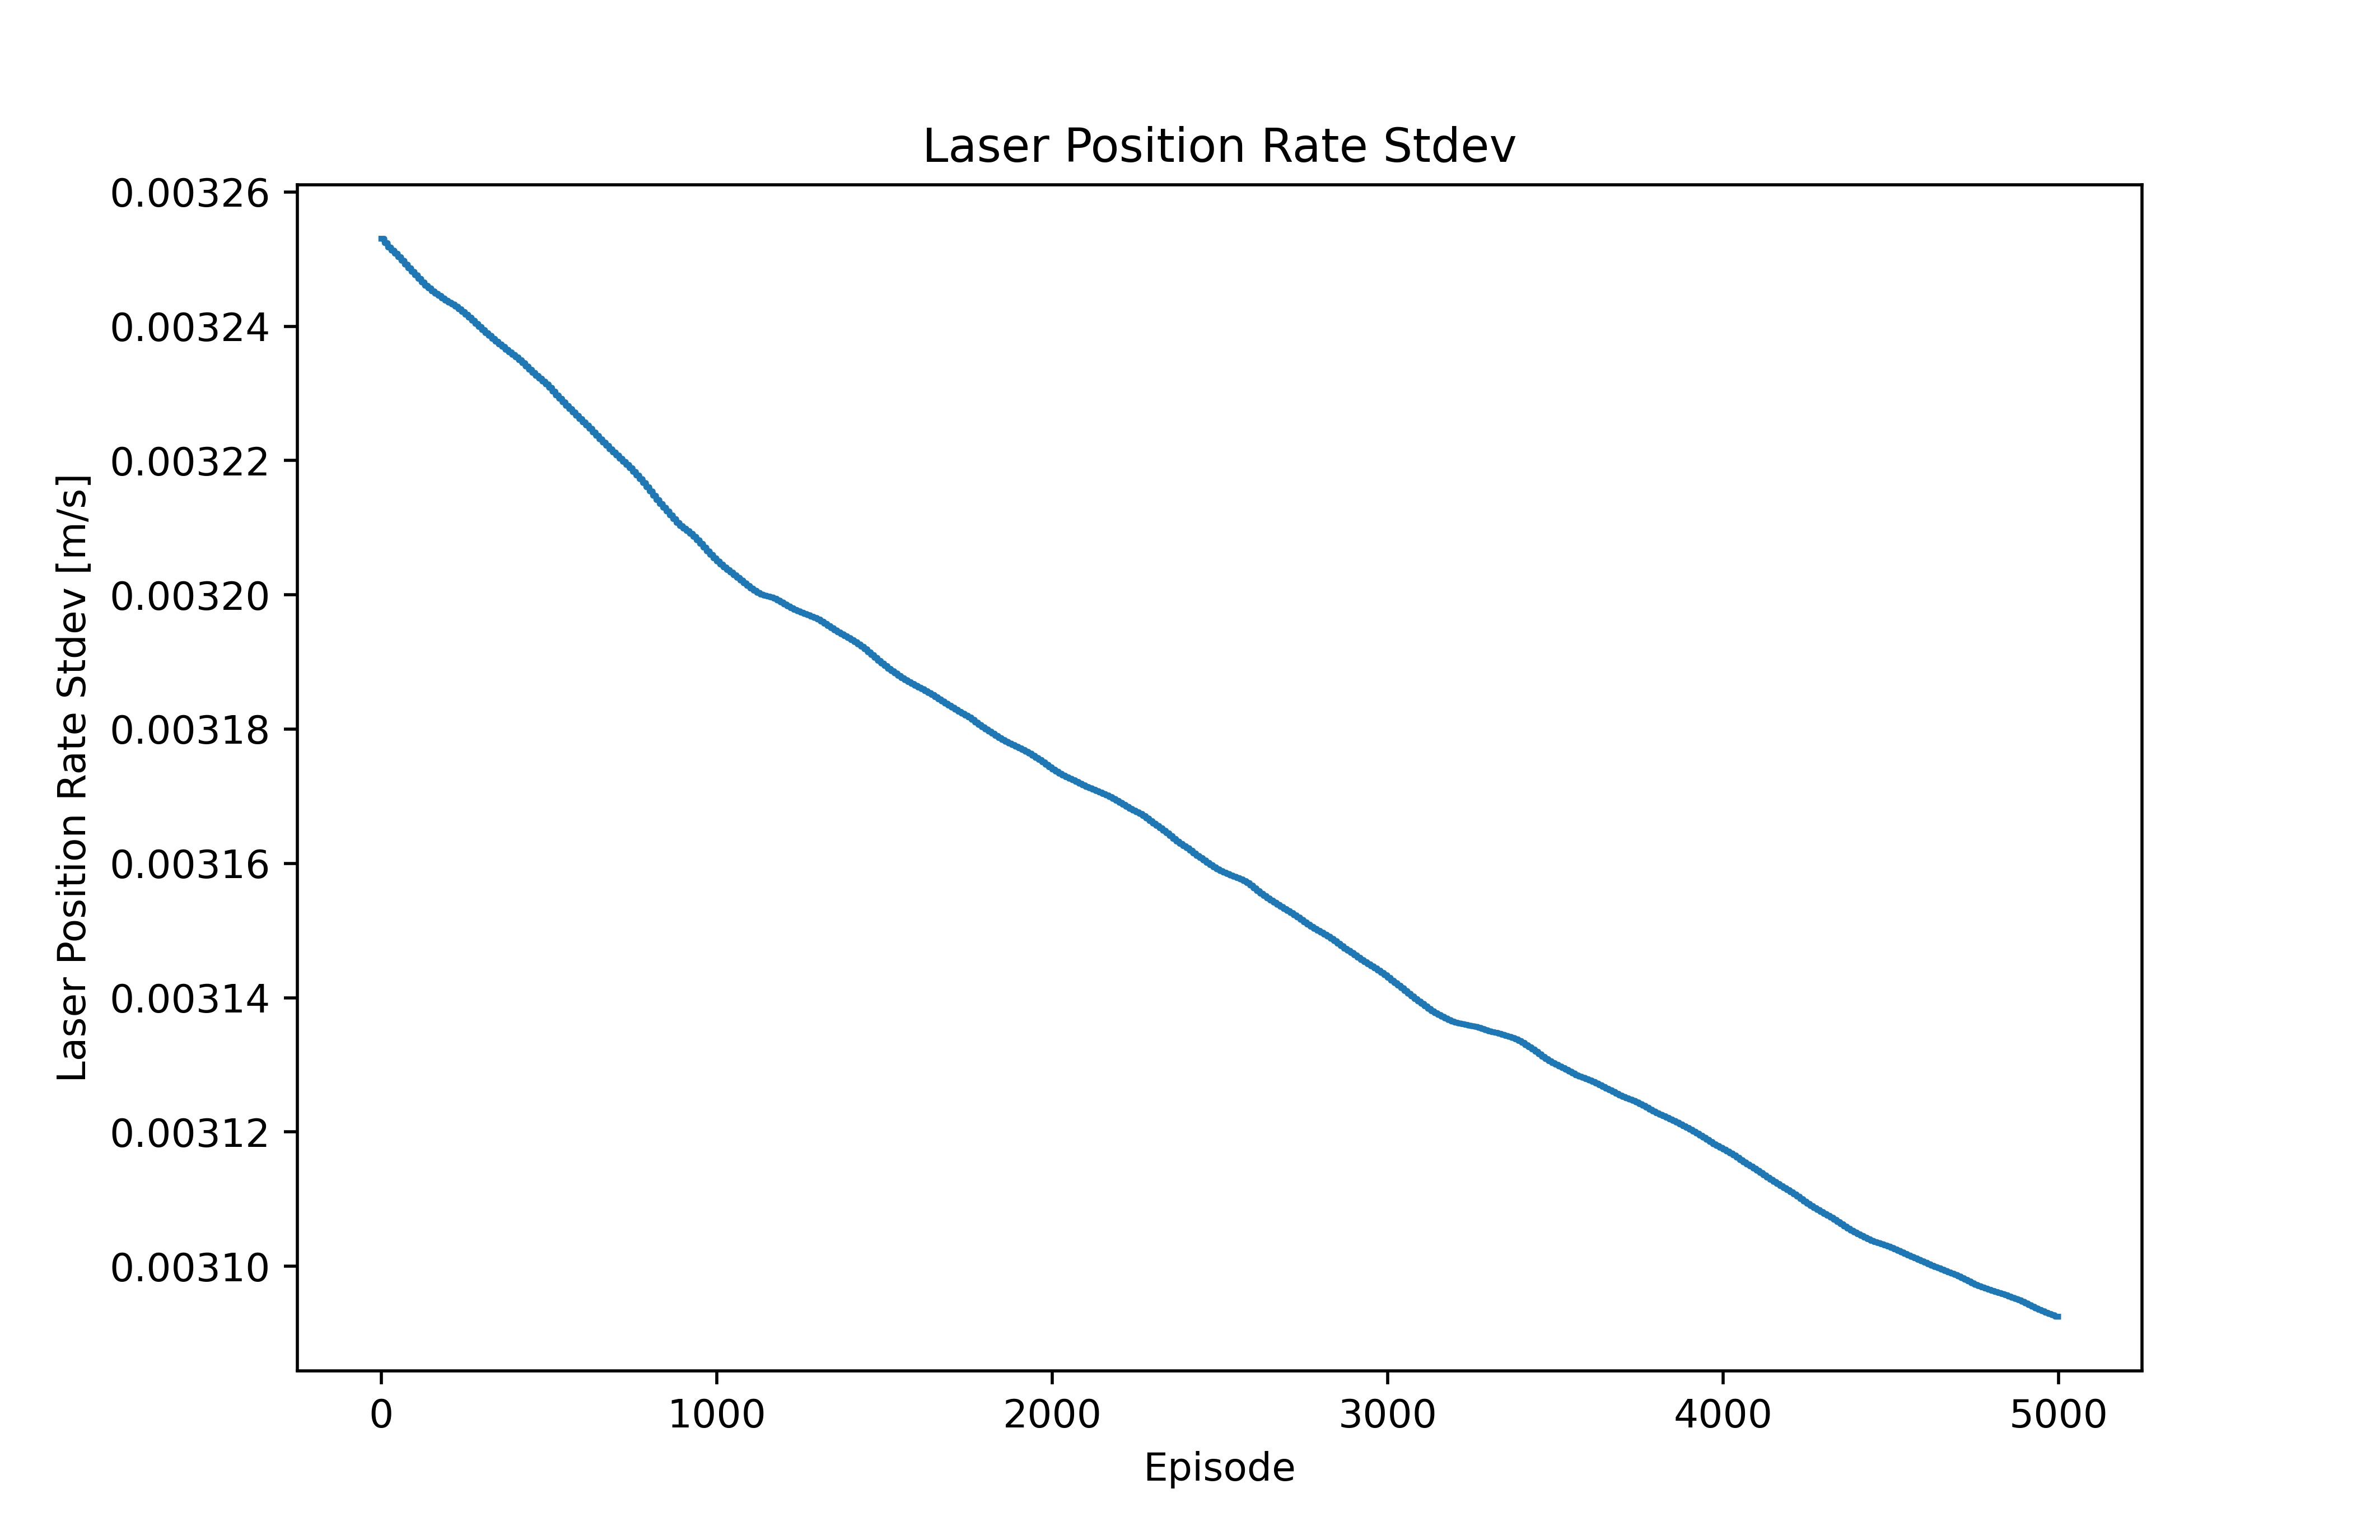 Laser Position Rate Stdev
Laser Position Rate Stdev [m/s]
0.00326
0.00324
0.00322
0.00320
0.00318
0.00316
0.00314
0.00312
0.00310
0 1000 2000 3000 4000 5000
Episode